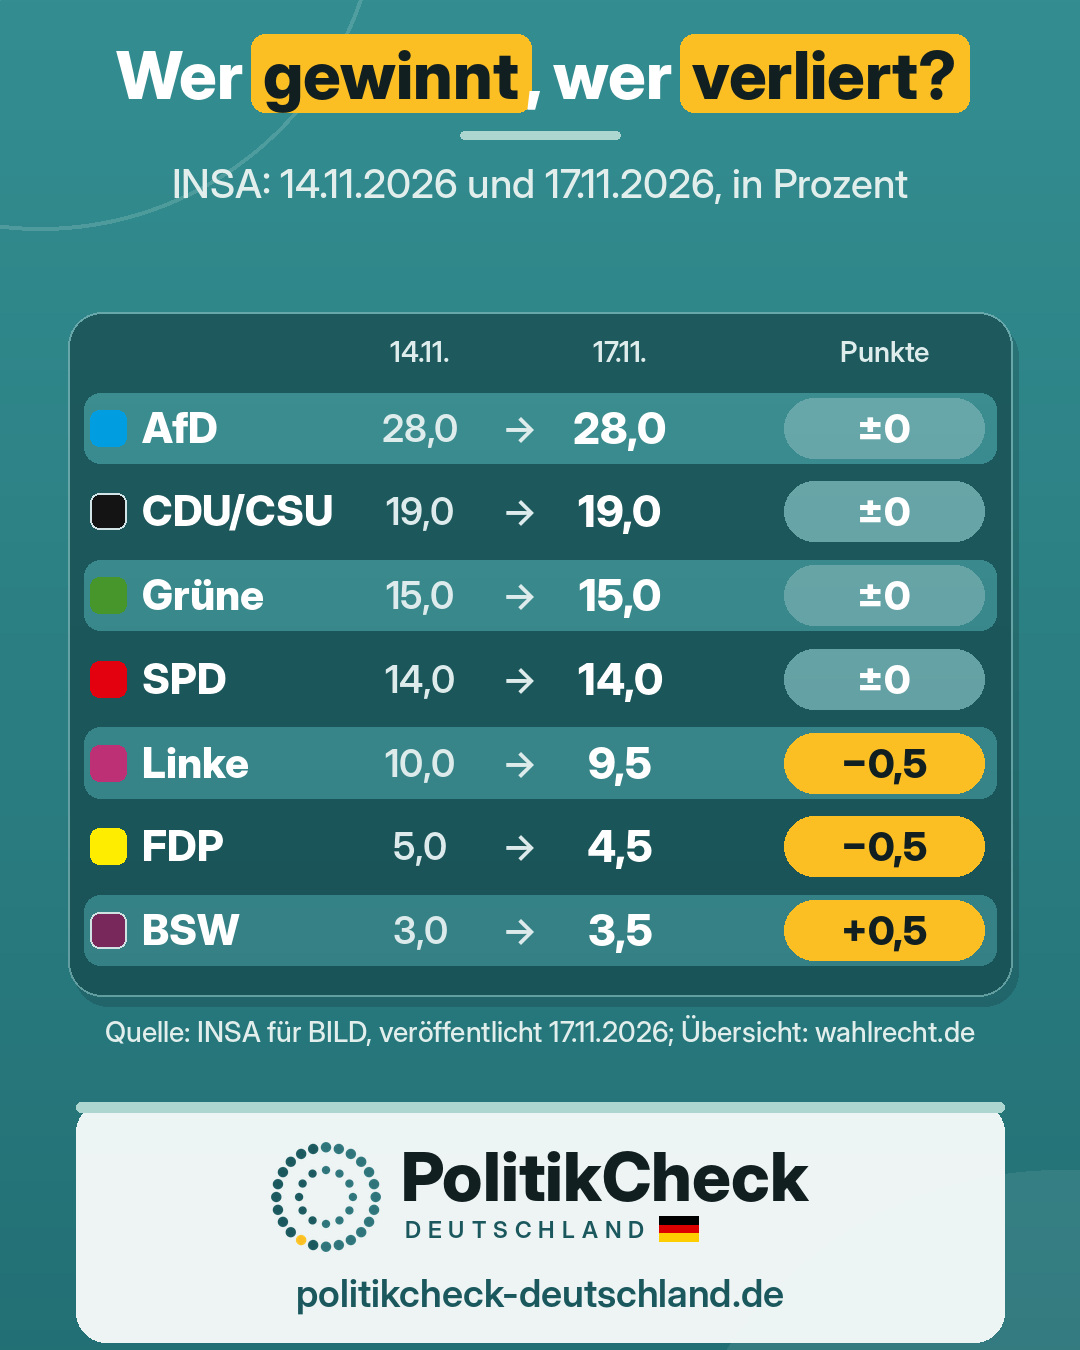 Wer gewinnt, wer verliert?
INSA: 14.11.2026 und 17.11.2026, in Prozent
14.11. 17.11. Punkte
AfD 28,0 → 28,0 ±0
CDU/CSU 19,0 → 19,0 ±0
Grüne 15,0 → 15,0 ±0
SPD 14,0 → 14,0 ±0
Linke 10,0 → 9,5 −0,5
FDP 5,0 → 4,5 −0,5
BSW 3,0 → 3,5 +0,5
Quelle: INSA für BILD, veröffentlicht 17.11.2026; Übersicht: wahlrecht.de
PolitikCheck
DEUTSCHLAND
politikcheck-deutschland.de